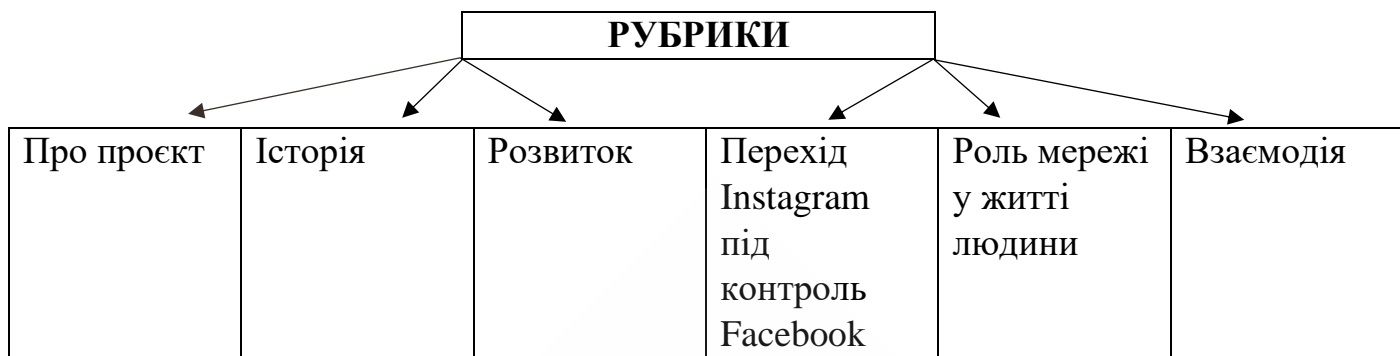 РУБРИКИ
Про проєкт
Історія
Розвиток
Перехід
Instagram
під
контроль
Facebook
Роль мережі
у житті
людини
Взаємодія